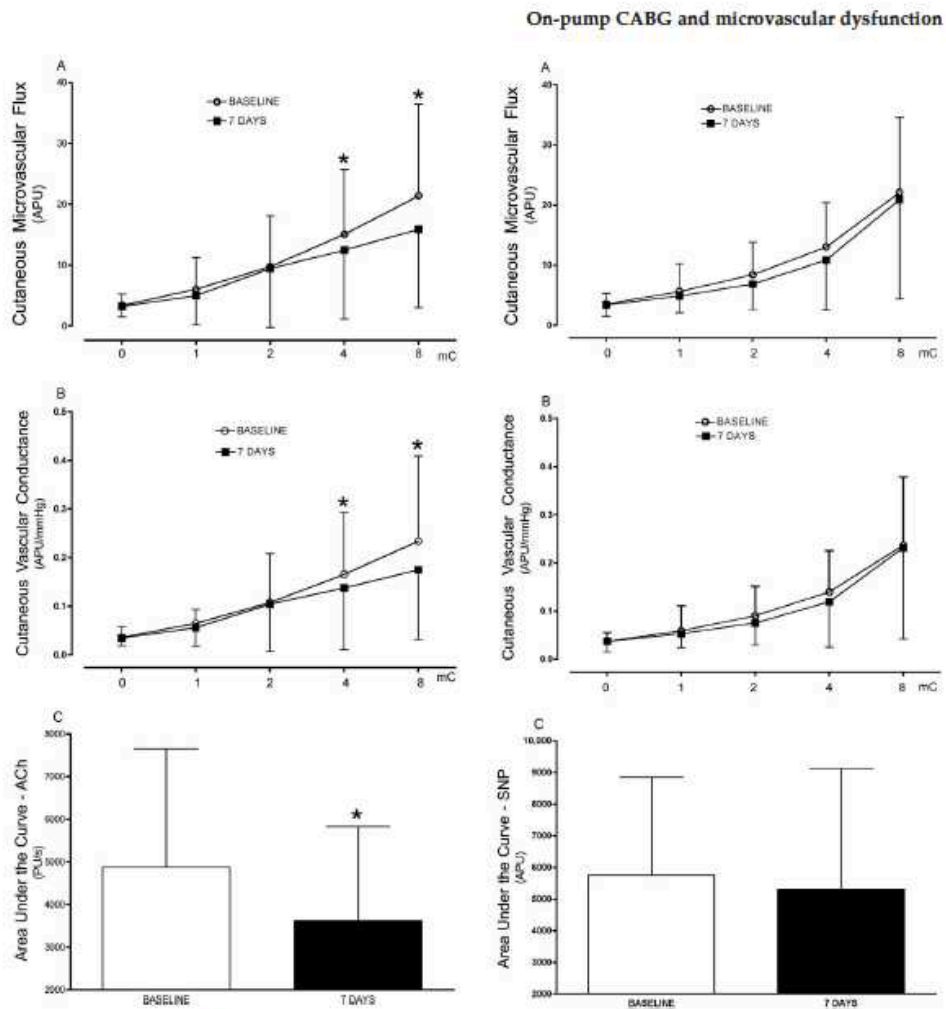 On-pump CABG and microvascular dysfunction
A
Cutaneous Microvascular Flux
(APU)
40
30
20
10
0
BASELINE
7 DAYS
*
*
0 1 2 4 8 mC
A
Cutaneous Microvascular Flux
(APU)
40
30
20
10
0
BASELINE
7 DAYS
0 1 2 4 8 mC
B
Cutaneous Vascular Conductance
(APU/mmHg)
0.5
0.4
0.3
0.2
0.1
0.0
BASELINE
7 DAYS
*
*
0 1 2 4 8 mC
B
Cutaneous Vascular Conductance
(APU/mmHg)
0.5
0.4
0.3
0.2
0.1
0.0
BASELINE
7 DAYS
0 1 2 4 8 mC
C
Area Under the Curve - ACh
(PU/s)
8000
7000
6000
5000
4000
3000
2000
*
BASELINE 7 DAYS
C
Area Under the Curve - SNP
(APU)
10,000
9000
8000
7000
6000
5000
4000
3000
2000
BASELINE 7 DAYS